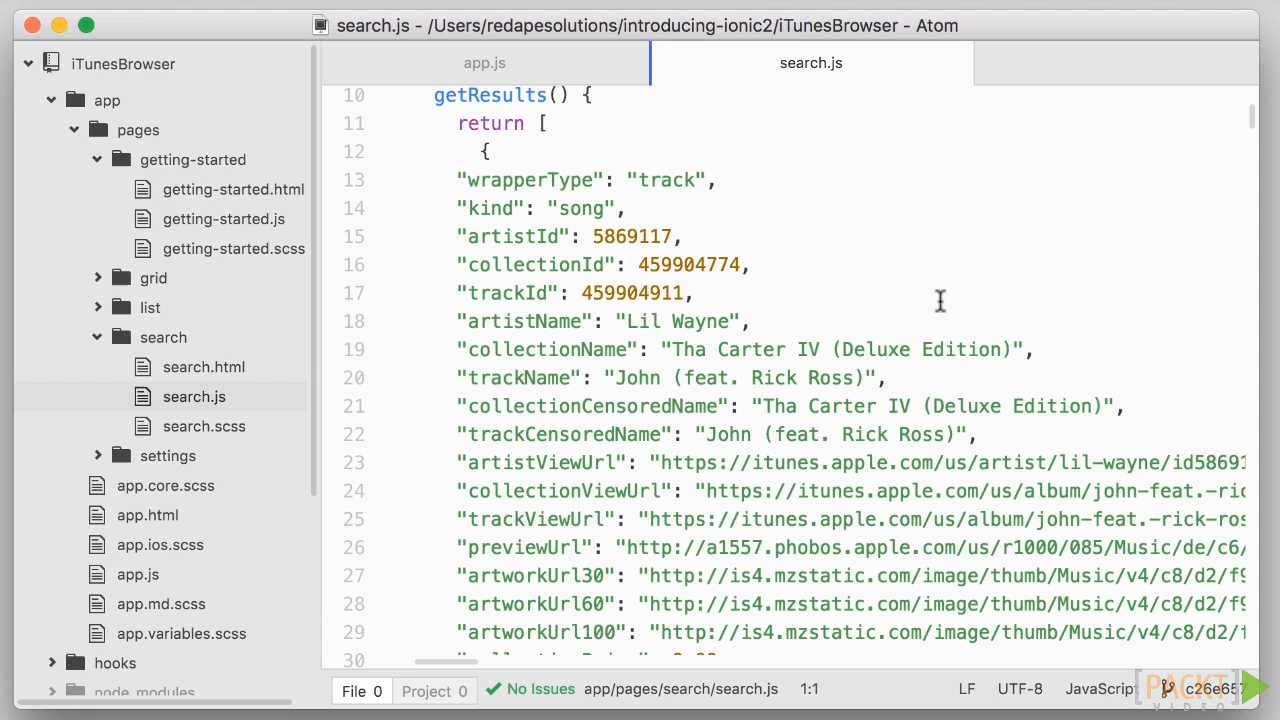 search.js - /Users/redapesolutions/introducing-ionic2/iTunesBrowser - Atom
iTunesBrowser
app
pages
getting-started
getting-started.html
getting-started.js
getting-started.scss
grid
list
search
search.html
search.js
search.scss
settings
app.core.scss
app.html
app.ios.scss
app.js
app.md.scss
app.variables.scss
hooks
node_modules
app.js
search.js
10 getResults() {
11 return [
12 {
13 "wrapperType": "track",
14 "kind": "song",
15 "artistId": 5869117,
16 "collectionId": 459904774,
17 "trackId": 459904911,
18 "artistName": "Lil Wayne",
19 "collectionName": "Tha Carter IV (Deluxe Edition)",
20 "trackName": "John (feat. Rick Ross)",
21 "collectionCensoredName": "Tha Carter IV (Deluxe Edition)",
22 "trackCensoredName": "John (feat. Rick Ross)",
23 "artistViewUrl": "https://itunes.apple.com/us/artist/lil-wayne/id58691
24 "collectionViewUrl": "https://itunes.apple.com/us/album/john-feat.-ric
25 "trackViewUrl": "https://itunes.apple.com/us/album/john-feat.-rick-ros
26 "previewUrl": "http://a1557.phobos.apple.com/us/r1000/085/Music/de/c6/
27 "artworkUrl30": "http://is4.mzstatic.com/image/thumb/Music/v4/c8/d2/f9
28 "artworkUrl60": "http://is4.mzstatic.com/image/thumb/Music/v4/c8/d2/f9
29 "artworkUrl100": "http://is4.mzstatic.com/image/thumb/Music/v4/c8/d2/f
30
File 0 Project 0 No Issues app/pages/search/search.js 1:1 LF UTF-8 JavaScript
PACKT
VIDEO